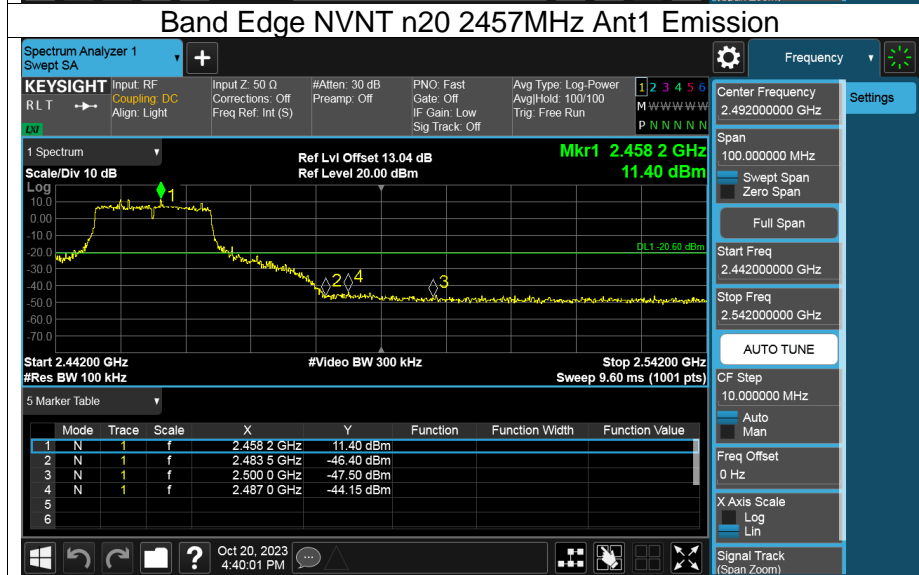 (Span Zoom)
Band Edge NVNT n20 2457MHz Ant1 Emission
Spectrum Analyzer 1
Swept SA
+
Frequency
KEYSIGHT Input: RF
R L T Coupling: DC
Align: Light
LXI
Input Z: 50 Ω
Corrections: Off
Freq Ref: Int (S)
#Atten: 30 dB
Preamp: Off
PNO: Fast
Gate: Off
IF Gain: Low
Sig Track: Off
Avg Type: Log-Power
Avg|Hold: 100/100
Trig: Free Run
1 2 3 4 5 6
M W W W W W
P N N N N N
1 Spectrum
Scale/Div 10 dB
Ref Lvl Offset 13.04 dB
Ref Level 20.00 dBm
Mkr1 2.458 2 GHz
11.40 dBm
Log
10.0
0.00
-10.0
-20.0
-30.0
-40.0
-50.0
-60.0
-70.0
1
2
4
3
DL1 -20.60 dBm
Start 2.44200 GHz
#Res BW 100 kHz
#Video BW 300 kHz
Stop 2.54200 GHz
Sweep 9.60 ms (1001 pts)
5 Marker Table
Mode Trace Scale X Y Function Function Width Function Value
1 N 1 f 2.458 2 GHz 11.40 dBm
2 N 1 f 2.483 5 GHz -46.40 dBm
3 N 1 f 2.500 0 GHz -47.50 dBm
4 N 1 f 2.487 0 GHz -44.15 dBm
5
6
?
Oct 20, 2023
4:40:01 PM
Center Frequency
2.492000000 GHz
Settings
Span
100.000000 MHz
Swept Span
Zero Span
Full Span
Start Freq
2.442000000 GHz
Stop Freq
2.542000000 GHz
AUTO TUNE
CF Step
10.000000 MHz
Auto
Man
Freq Offset
0 Hz
X Axis Scale
Log
Lin
Signal Track
(Span Zoom)